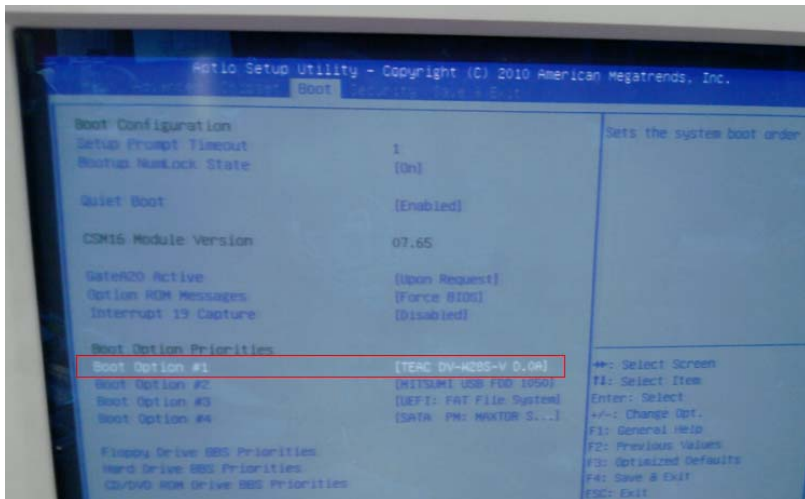 Aptio Setup Utility - Copyright (C) 2010 American Megatrends, Inc.
Boot Security Save & Exit
Boot Configuration
Setup Prompt Timeout 1
Bootup NumLock State [On]
Quiet Boot [Enabled]
CSM16 Module Version 07.65
GateA20 Active [Upon Request]
Option ROM Messages [Force BIOS]
Interrupt 19 Capture [Disabled]
Boot Option Priorities
Boot Option #1 [TEAC DV-W28S-V D.0A]
Boot Option #2 [MITSUMI USB FDD 1050]
Boot Option #3 [UEFI: FAT File System]
Boot Option #4 [SATA PM: MAXTOR S...]
Floppy Drive BBS Priorities
Hard Drive BBS Priorities
CD/DVD ROM Drive BBS Priorities
Sets the system boot order
→←: Select Screen
↑↓: Select Item
Enter: Select
+/-: Change Opt.
F1: General Help
F2: Previous Values
F3: Optimized Defaults
F4: Save & Exit
ESC: Exit